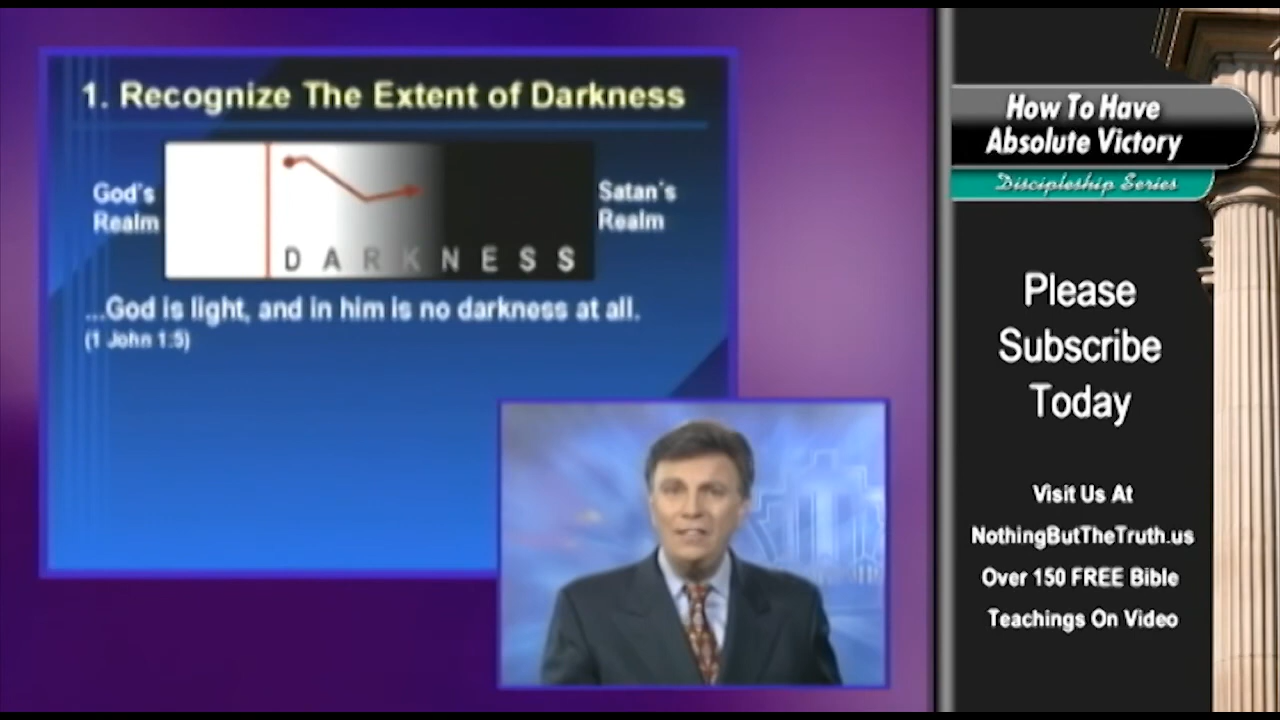 1. Recognize The Extent of Darkness
God's
Realm
Satan's
Realm
D A R K N E S S
...God is light, and in him is no darkness at all.
(1 John 1:5)
How To Have
Absolute Victory
Discipleship Series
Please
Subscribe
Today
Visit Us At
NothingButTheTruth.us
Over 150 FREE Bible
Teachings On Video